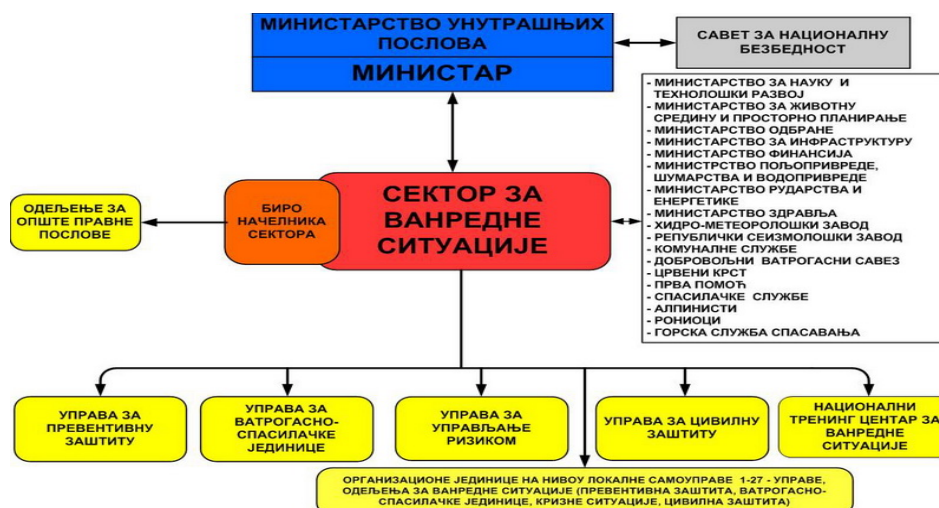 МИНИСТАРСТВО УНУТРАШЊИХ
ПОСЛОВА
МИНИСТАР
САВЕТ ЗА НАЦИОНАЛНУ
БЕЗБЕДНОСТ
- МИНИСТАРСТВО ЗА НАУКУ И
ТЕХНОЛОШКИ РАЗВОЈ
- МИНИСТАРСТВО ЗА ЖИВОТНУ
СРЕДИНУ И ПРОСТОРНО ПЛАНИРАЊЕ
- МИНИСТАРСТВО ОДБРАНЕ
- МИНИСТАРСТВО ЗА ИНФРАСТРУКТУРУ
- МИНИСТАРСТВО ФИНАНСИЈА
- МИНИСТРСТВО ПОЉОПРИВРЕДЕ,
ШУМАРСТВА И ВОДОПРИВРЕДЕ
- МИНИСТАРСТВО РУДАРСТВА И
ЕНЕРГЕТИКЕ
- МИНИСТАРСТВО ЗДРАВЉА
- ХИДРО-МЕТЕОРОЛОШКИ ЗАВОД
- РЕПУБЛИЧКИ СЕИЗМОЛОШКИ ЗАВОД
- КОМУНАЛНЕ СЛУЖБЕ
- ДОБРОВОЉНИ ВАТРОГАСНИ САВЕЗ
- ЦРВЕНИ КРСТ
- ПРВА ПОМОЋ
- СПАСИЛАЧКЕ СЛУЖБЕ
- АЛПИНИСТИ
- РОНИОЦИ
- ГОРСКА СЛУЖБА СПАСАВАЊА
ОДЕЉЕЊЕ ЗА
ОПШТЕ ПРАВНЕ
ПОСЛОВЕ
БИРО
НАЧЕЛНИКА
СЕКТОРА
СЕКТОР ЗА
ВАНРЕДНЕ
СИТУАЦИЈЕ
УПРАВА ЗА
ПРЕВЕНТИВНУ
ЗАШТИТУ
УПРАВА ЗА
ВАТРОГАСНО-
СПАСИЛАЧКЕ
ЈЕДИНИЦЕ
УПРАВА ЗА
УПРАВЉАЊЕ
РИЗИКОМ
УПРАВА ЗА ЦИВИЛНУ
ЗАШТИТУ
НАЦИОНАЛНИ
ТРЕНИНГ ЦЕНТАР ЗА
ВАНРЕДНЕ
СИТУАЦИЈЕ
ОРГАНИЗАЦИОНЕ ЈЕДИНИЦЕ НА НИВОУ ЛОКАЛНЕ САМОУПРАВЕ 1-27 - УПРАВЕ,
ОДЕЉЕЊА ЗА ВАНРЕДНЕ СИТУАЦИЈЕ (ПРЕВЕНТИВНА ЗАШТИТА, ВАТРОГАСНО-
СПАСИЛАЧКЕ ЈЕДИНИЦЕ, КРИЗНЕ СИТУАЦИЈЕ, ЦИВИЛНА ЗАШТИТА)